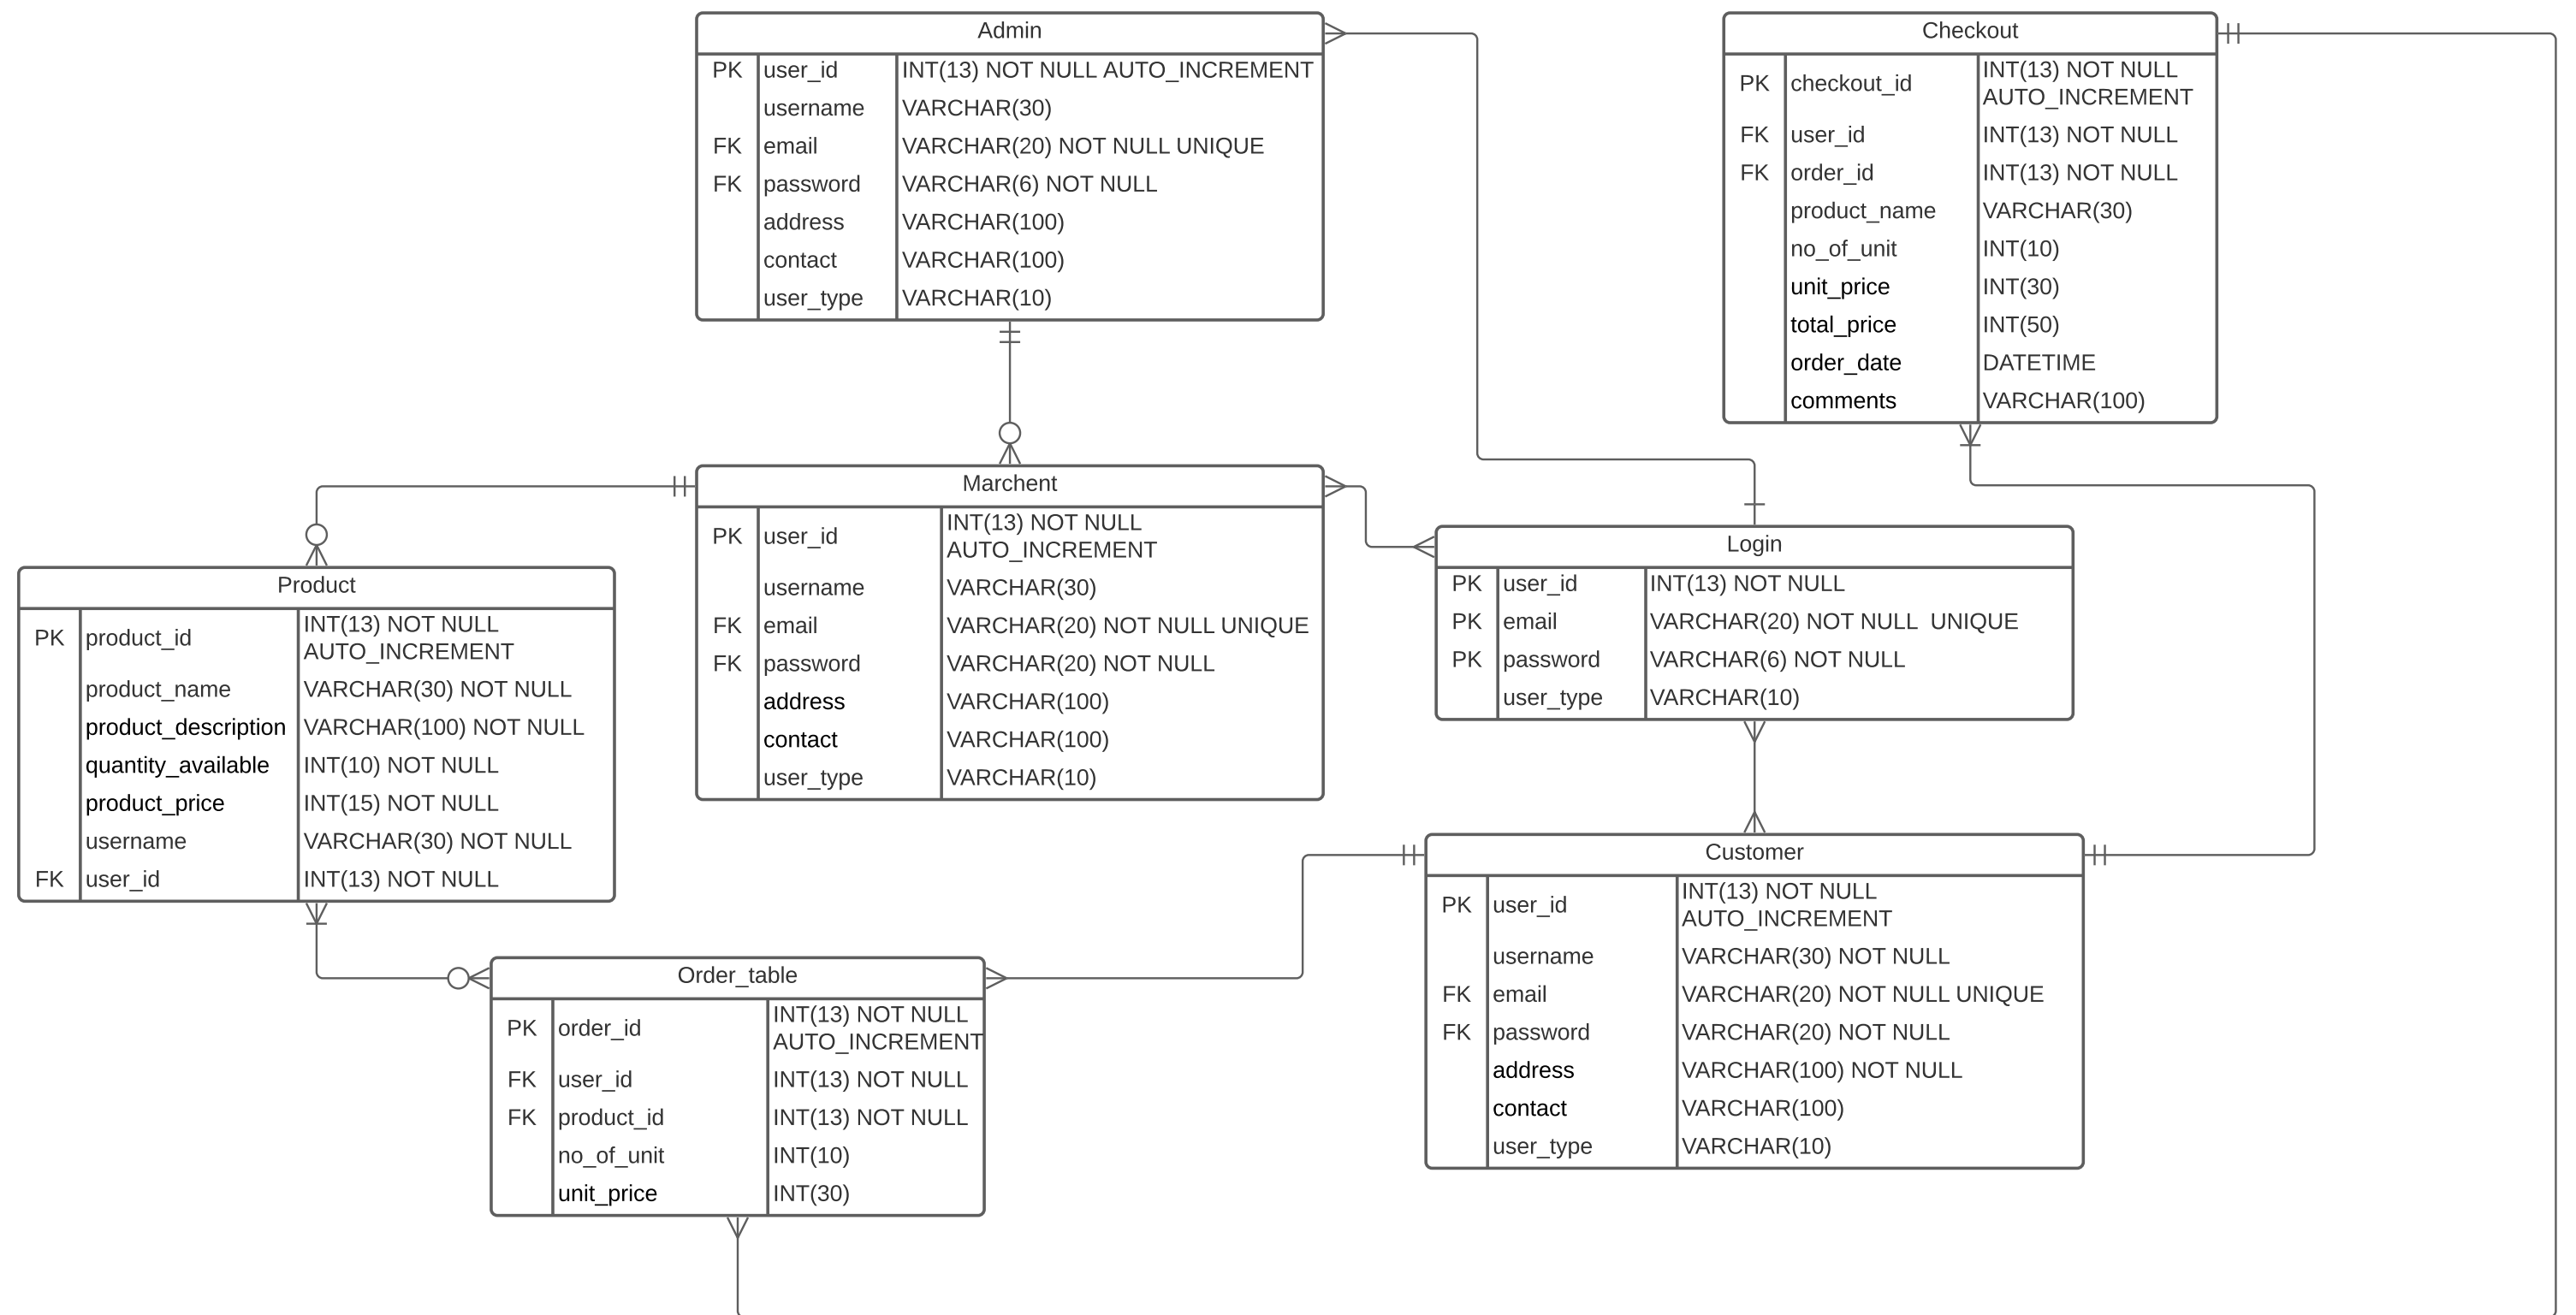 Admin
PK user_id INT(13) NOT NULL AUTO_INCREMENT
username VARCHAR(30)
FK email VARCHAR(20) NOT NULL UNIQUE
FK password VARCHAR(6) NOT NULL
address VARCHAR(100)
contact VARCHAR(100)
user_type VARCHAR(10)
Checkout
PK checkout_id INT(13) NOT NULL
AUTO_INCREMENT
FK user_id INT(13) NOT NULL
FK order_id INT(13) NOT NULL
product_name VARCHAR(30)
no_of_unit INT(10)
unit_price INT(30)
total_price INT(50)
order_date DATETIME
comments VARCHAR(100)
Marchent
PK user_id INT(13) NOT NULL
AUTO_INCREMENT
username VARCHAR(30)
FK email VARCHAR(20) NOT NULL UNIQUE
FK password VARCHAR(20) NOT NULL
address VARCHAR(100)
contact VARCHAR(100)
user_type VARCHAR(10)
Login
PK user_id INT(13) NOT NULL
PK email VARCHAR(20) NOT NULL UNIQUE
PK password VARCHAR(6) NOT NULL
user_type VARCHAR(10)
Product
PK product_id INT(13) NOT NULL
AUTO_INCREMENT
product_name VARCHAR(30) NOT NULL
product_description VARCHAR(100) NOT NULL
quantity_available INT(10) NOT NULL
product_price INT(15) NOT NULL
username VARCHAR(30) NOT NULL
FK user_id INT(13) NOT NULL
Customer
PK user_id INT(13) NOT NULL
AUTO_INCREMENT
username VARCHAR(30) NOT NULL
FK email VARCHAR(20) NOT NULL UNIQUE
FK password VARCHAR(20) NOT NULL
address VARCHAR(100) NOT NULL
contact VARCHAR(100)
user_type VARCHAR(10)
Order_table
PK order_id INT(13) NOT NULL
AUTO_INCREMENT
FK user_id INT(13) NOT NULL
FK product_id INT(13) NOT NULL
no_of_unit INT(10)
unit_price INT(30)